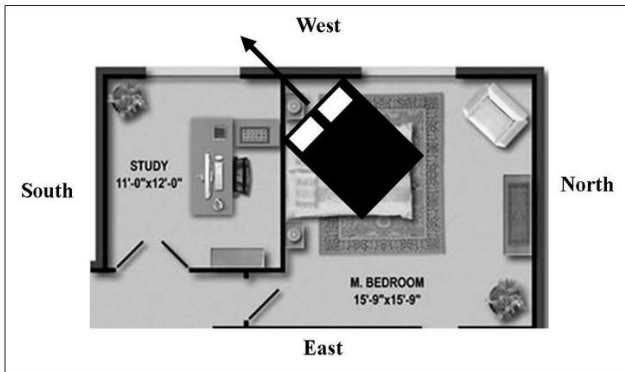 West
STUDY
11'-0"x12'-0"
South
North
M. BEDROOM
15'-9"x15'-9"
East